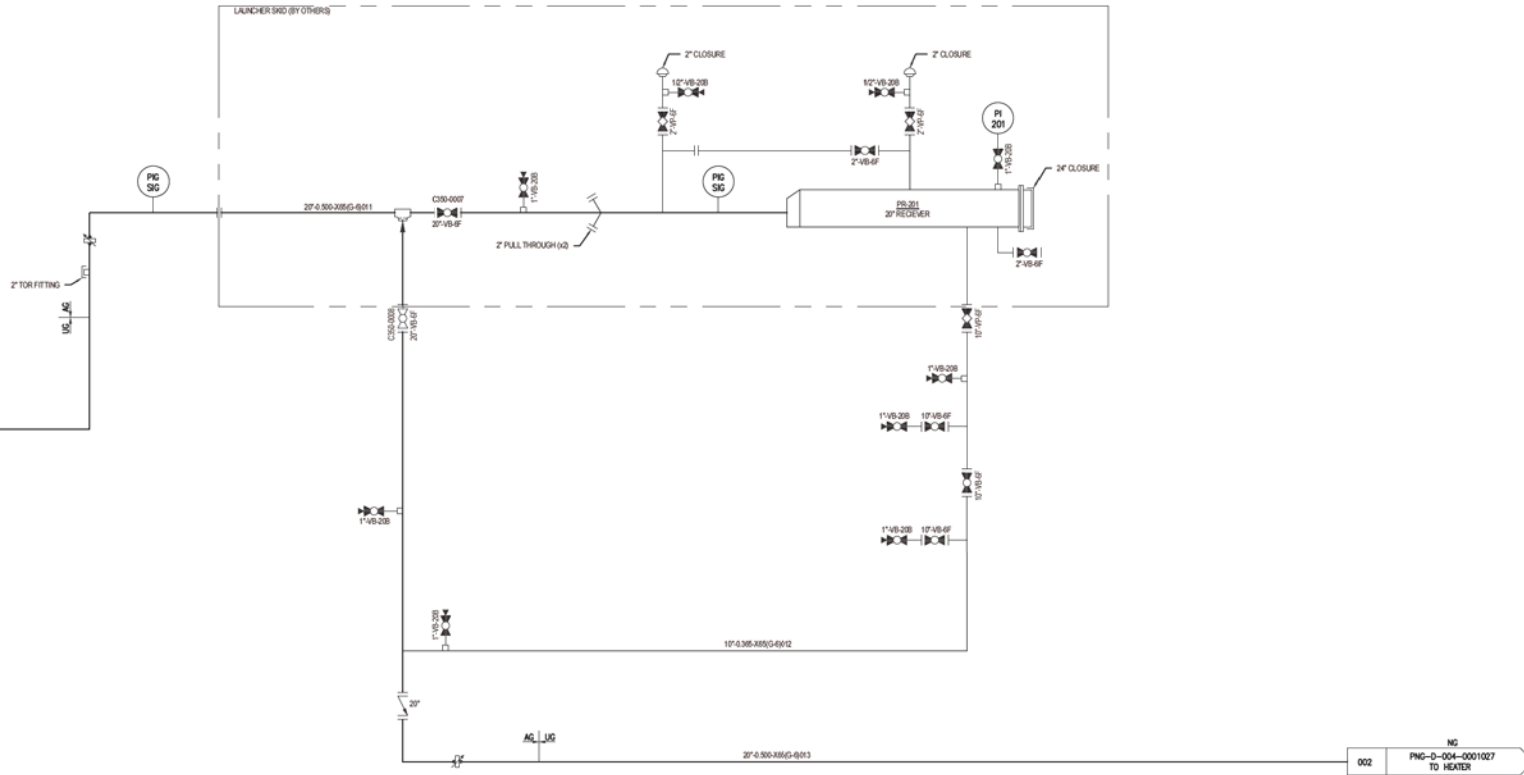 LAUNCHER SKID (BY OTHERS)
2" CLOSURE
2" CLOSURE
1/2"-VB-20B
1/2"-VB-20B
2"-VP-6F
2"-VP-6F
PI
201
1"-VB-20B
2"-VB-6F
24" CLOSURE
PIG
SIG
1"-VB-20B
PIG
SIG
C350-0007
20"-0.500-X65(G-6)011
20"-VB-6F
PR-201
20" RECIEVER
2" PULL THROUGH (x2)
2"-VB-6F
2" TOR FITTING
AG
UG
C350-0008
20"-VB-6F
10"-VP-6F
1"-VB-20B
1"-VB-20B
10"-VB-6F
10"-VB-6F
1"-VB-20B
1"-VB-20B
10"-VB-6F
1"-VB-20B
10"-0.365-X65(G-6)012
20"
AG
UG
20"-0.500-X65(G-6)013
NG
002
PNG-D-004-0001027
TO HEATER